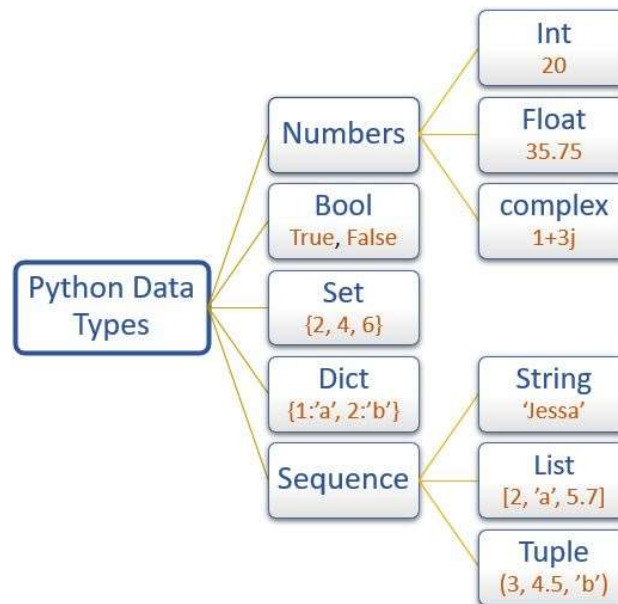 Python Data
Types
Numbers
Int
20
Float
35.75
complex
1+3j
Bool
True, False
Set
{2, 4, 6}
Dict
{1:’a’, 2:’b’}
Sequence
String
‘Jessa’
List
[2, ’a’, 5.7]
Tuple
(3, 4.5, ’b’)